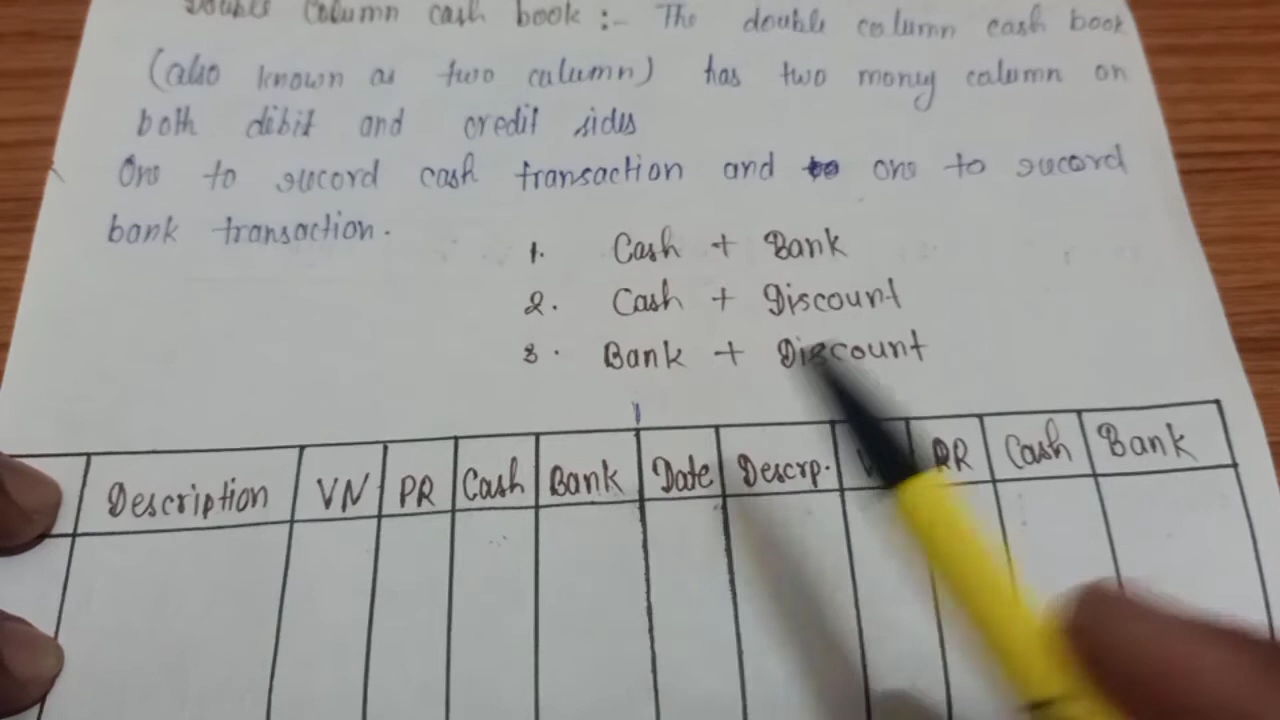 Double column cash book :- The double column cash book
(also known as two column) has two money column on
both debit and credit sides
One to record cash transaction and one to record
bank transaction.
1. Cash + Bank
2. Cash + Discount
3. Bank + Discount
Description VN PR Cash Bank Date Descrp. PR Cash Bank